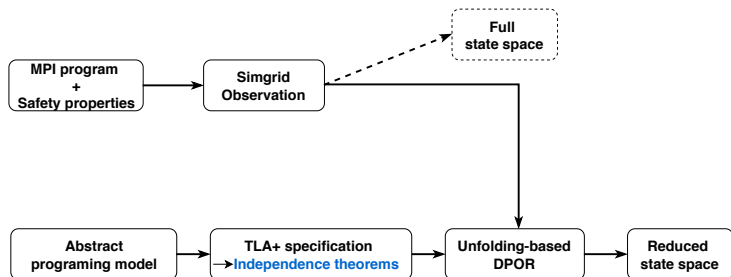 Full
state space
MPI program
+
Safety properties
Simgrid
Observation
Abstract
programing model
TLA+ specification
→Independence theorems
Unfolding-based
DPOR
Reduced
state space